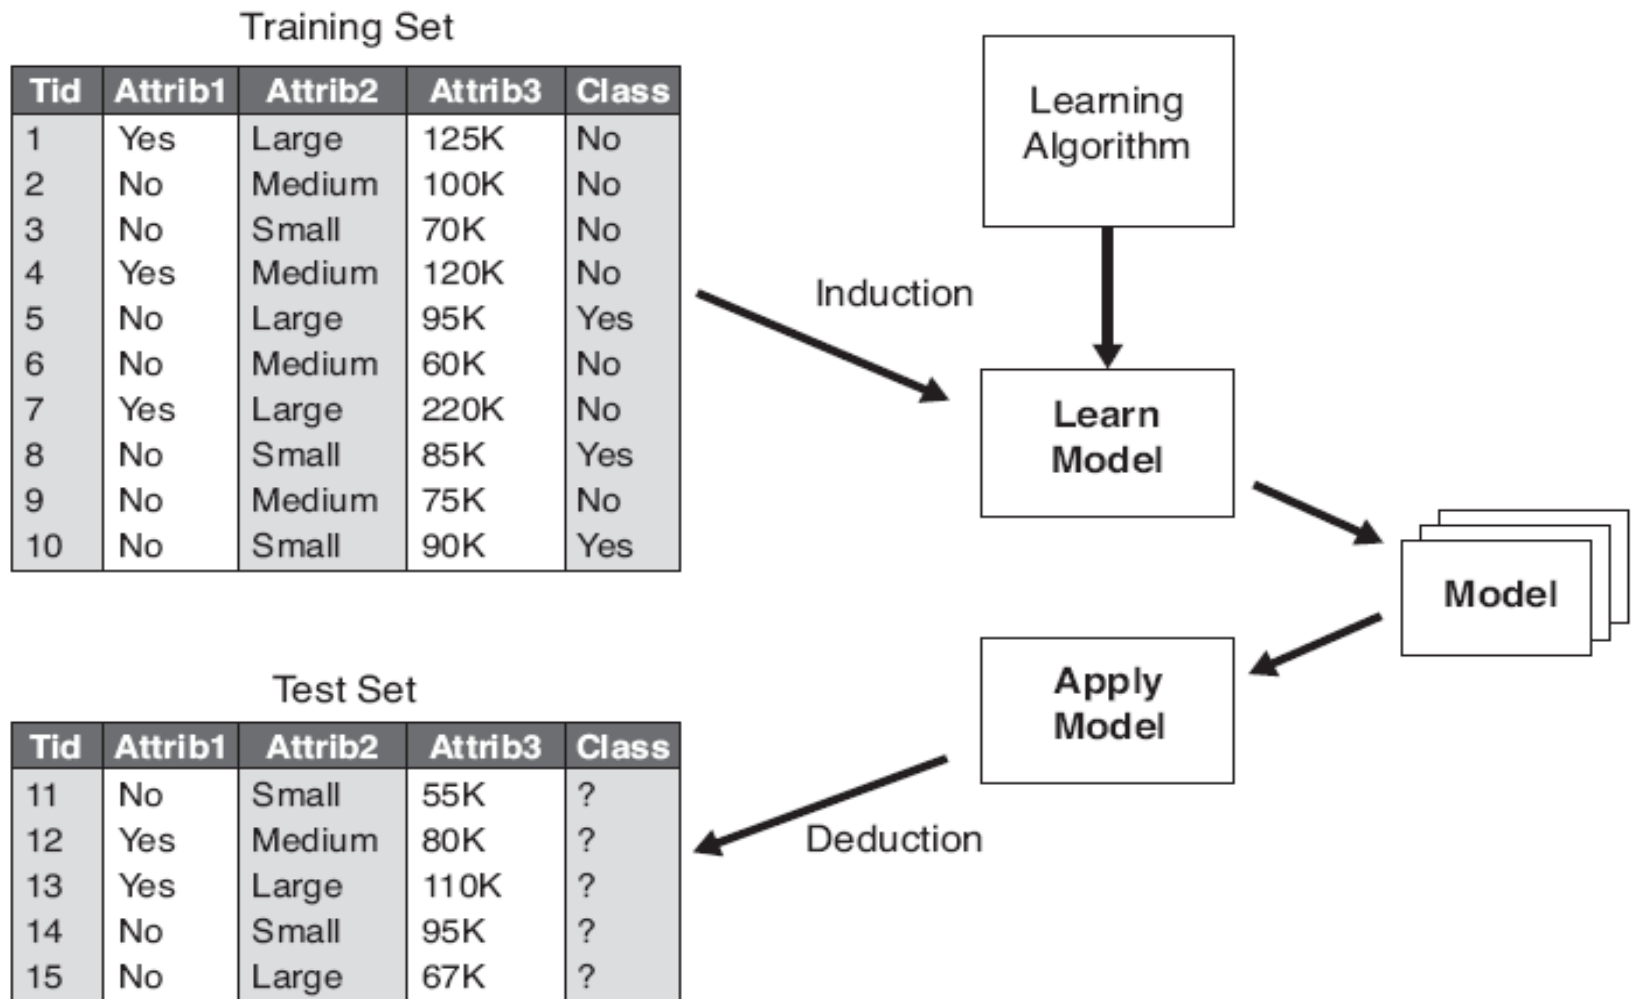 Training Set
Tid Attrib1 Attrib2 Attrib3 Class
1 Yes Large 125K No
2 No Medium 100K No
3 No Small 70K No
4 Yes Medium 120K No
5 No Large 95K Yes
6 No Medium 60K No
7 Yes Large 220K No
8 No Small 85K Yes
9 No Medium 75K No
10 No Small 90K Yes
Learning
Algorithm
Induction
Learn
Model
Model
Apply
Model
Deduction
Test Set
Tid Attrib1 Attrib2 Attrib3 Class
11 No Small 55K ?
12 Yes Medium 80K ?
13 Yes Large 110K ?
14 No Small 95K ?
15 No Large 67K ?